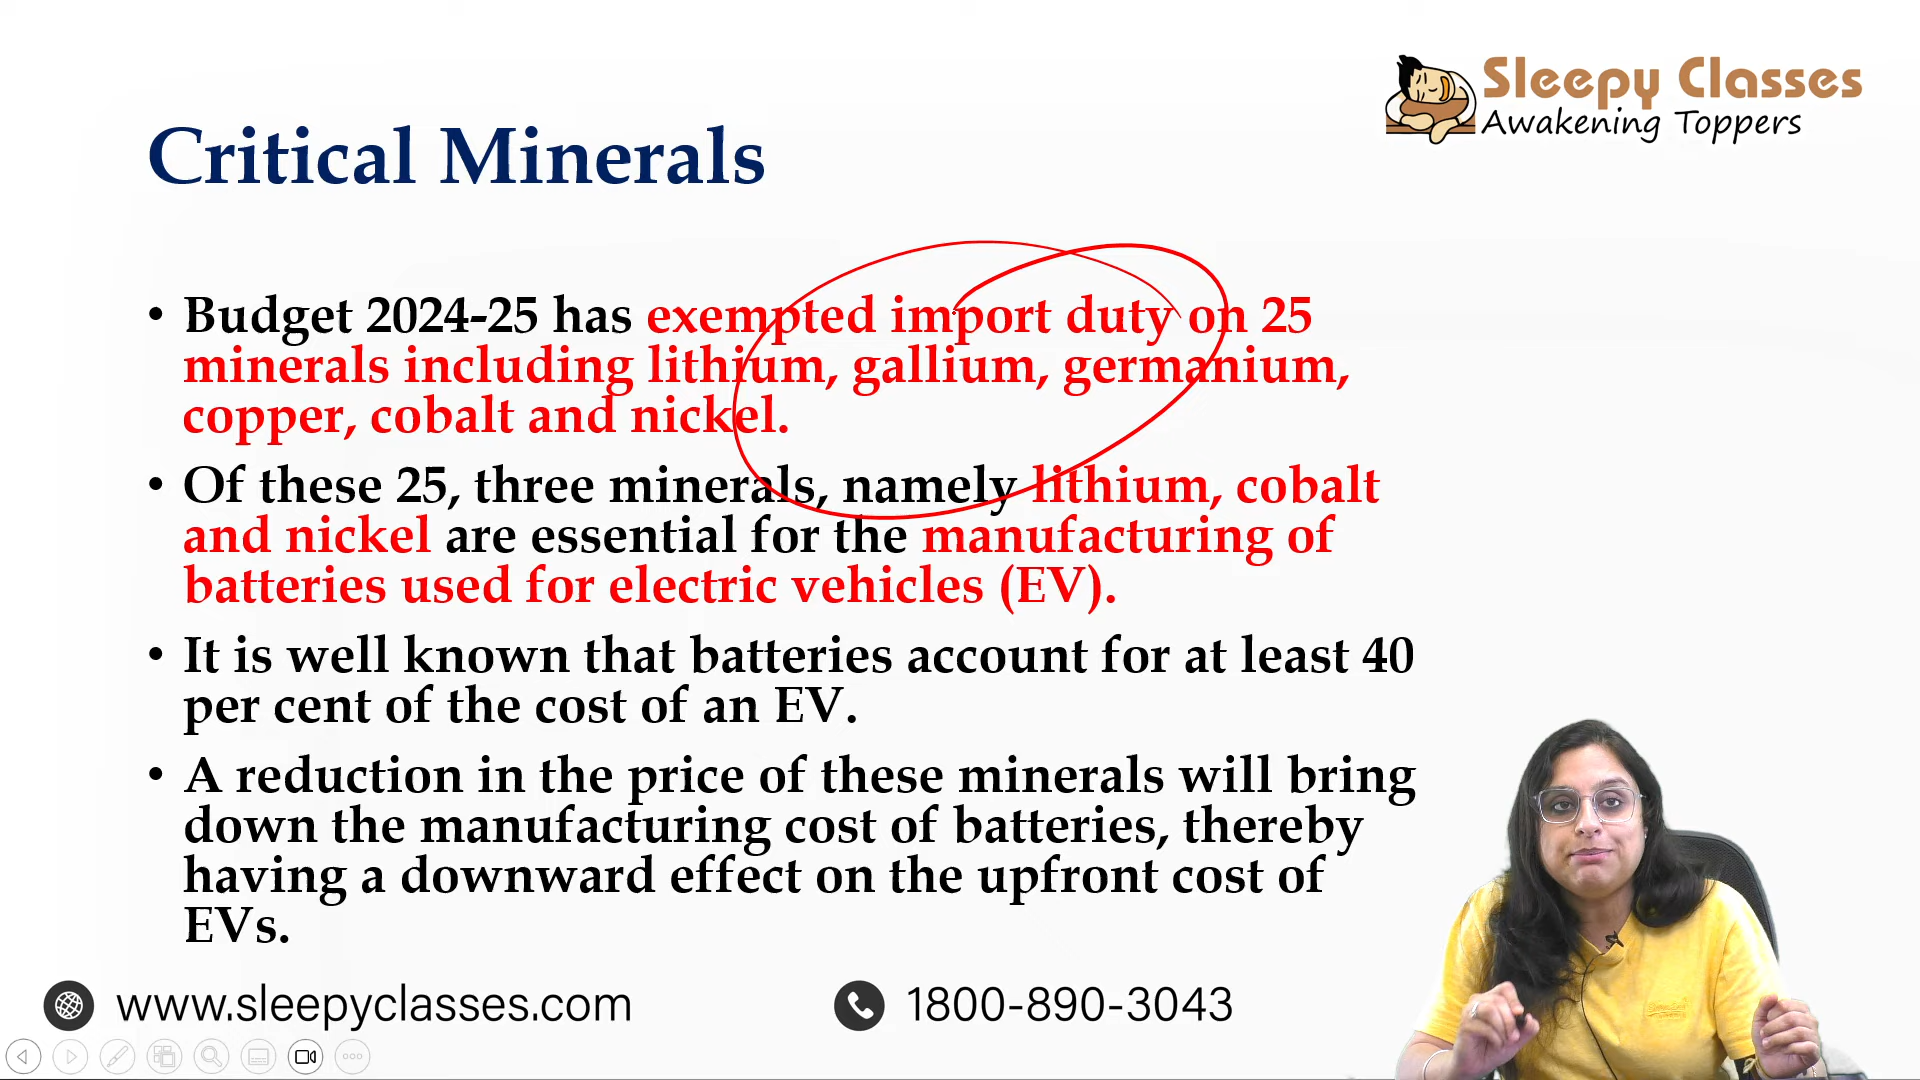 Sleepy Classes
Awakening Toppers
Critical Minerals
• Budget 2024-25 has exempted import duty on 25
minerals including lithium, gallium, germanium,
copper, cobalt and nickel.
• Of these 25, three minerals, namely lithium, cobalt
and nickel are essential for the manufacturing of
batteries used for electric vehicles (EV).
• It is well known that batteries account for at least 40
per cent of the cost of an EV.
• A reduction in the price of these minerals will bring
down the manufacturing cost of batteries, thereby
having a downward effect on the upfront cost of
EVs.
www.sleepyclasses.com
1800-890-3043